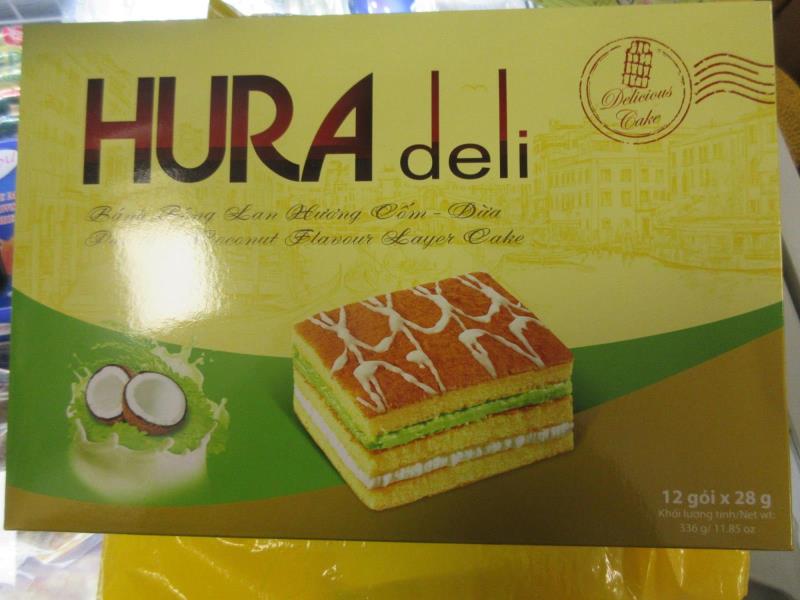 HURA deli
Delicious
Cake
Bánh Bông Lan Hương Cốm - Dừa
Coconut Flavour Layer Cake
12 gói x 28 g
Khối lượng tịnh/Net wt:
336 g/ 11.85 oz